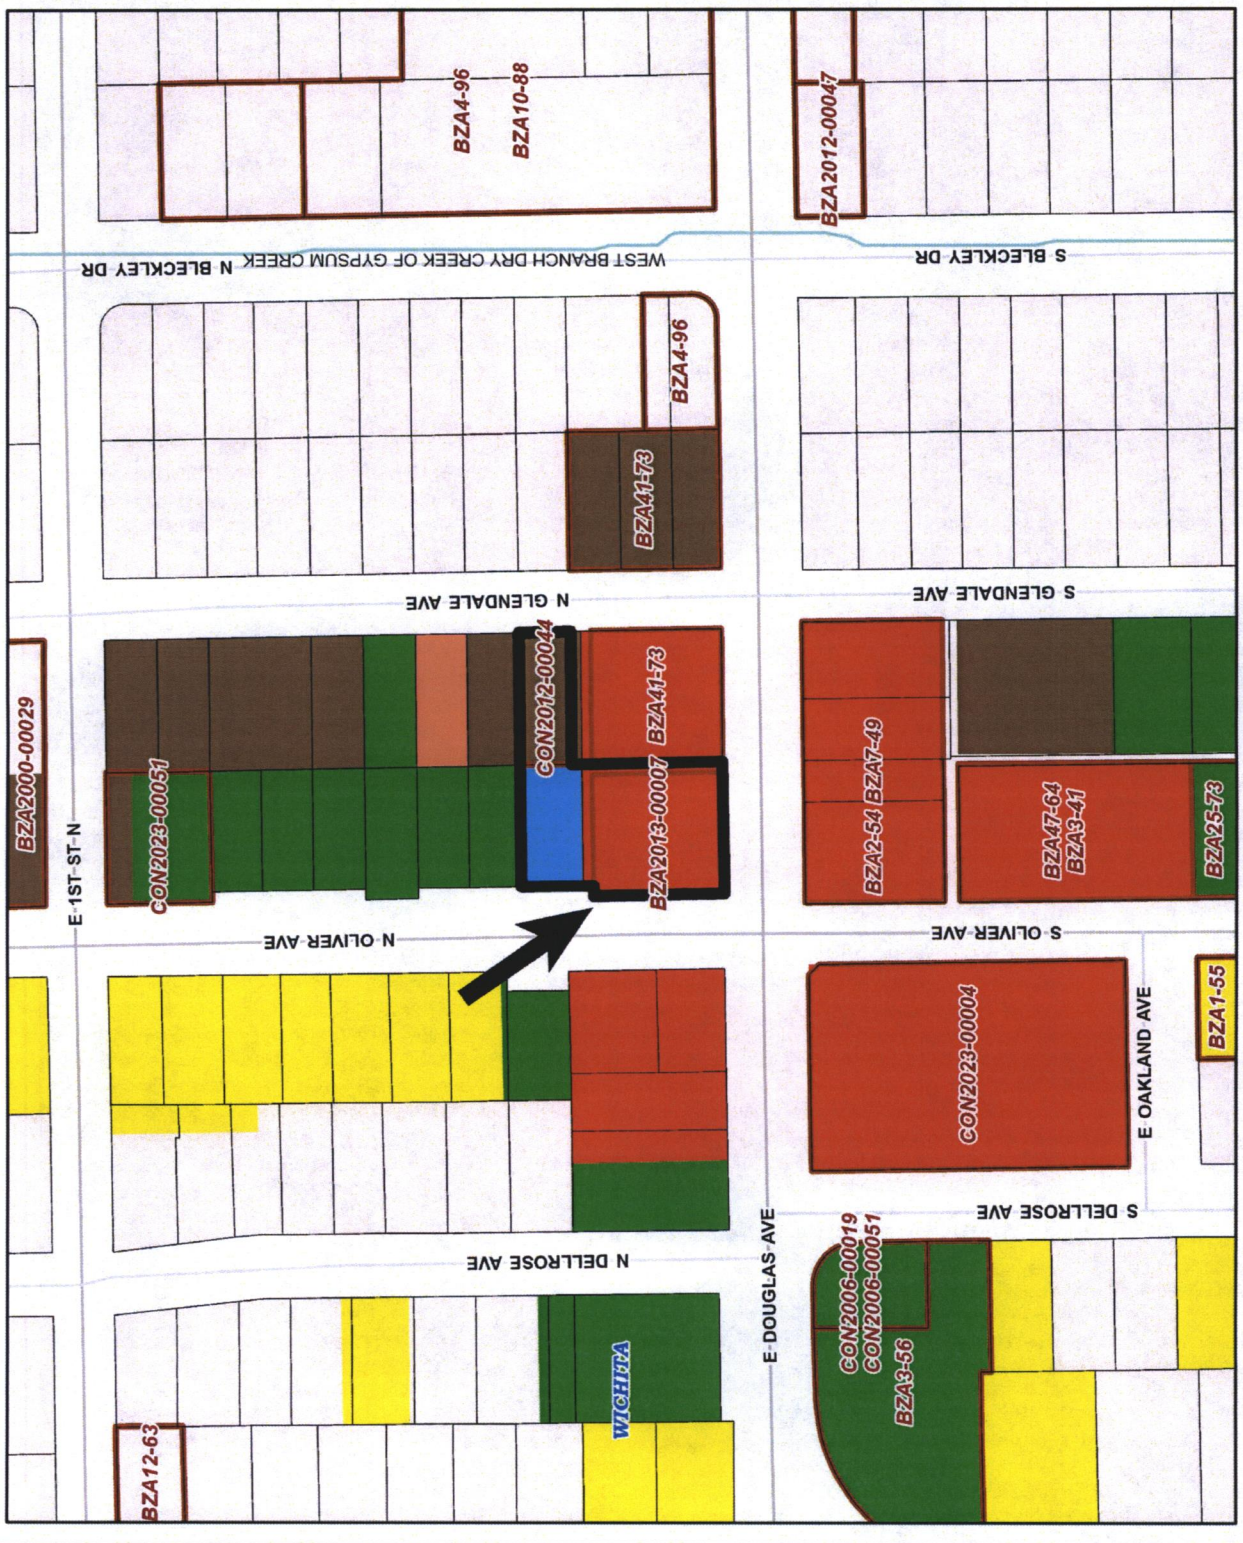 BZA4-96
BZA10-88
BZA2012-00047
N BLECKLEY DR
WEST BRANCH DRY CREEK OF GYPSUM CREEK
S BLECKLEY DR
BZA4-96
BZA41-73
N GLENDALE AVE
S GLENDALE AVE
BZA2000-00029
CON2012-00044
BZA41-73
BZA2-54 BZA7-49
CON2023-00051
BZA2013-00007
BZA47-64
BZA3-41
BZA25-73
E 1ST ST N
N OLIVER AVE
S OLIVER AVE
CON2023-00004
E OAKLAND AVE
BZA1-55
N DELLROSE AVE
S DELLROSE AVE
E DOUGLAS AVE
CON2006-00019
CON2006-00051
BZA3-56
WICHITA
BZA12-63